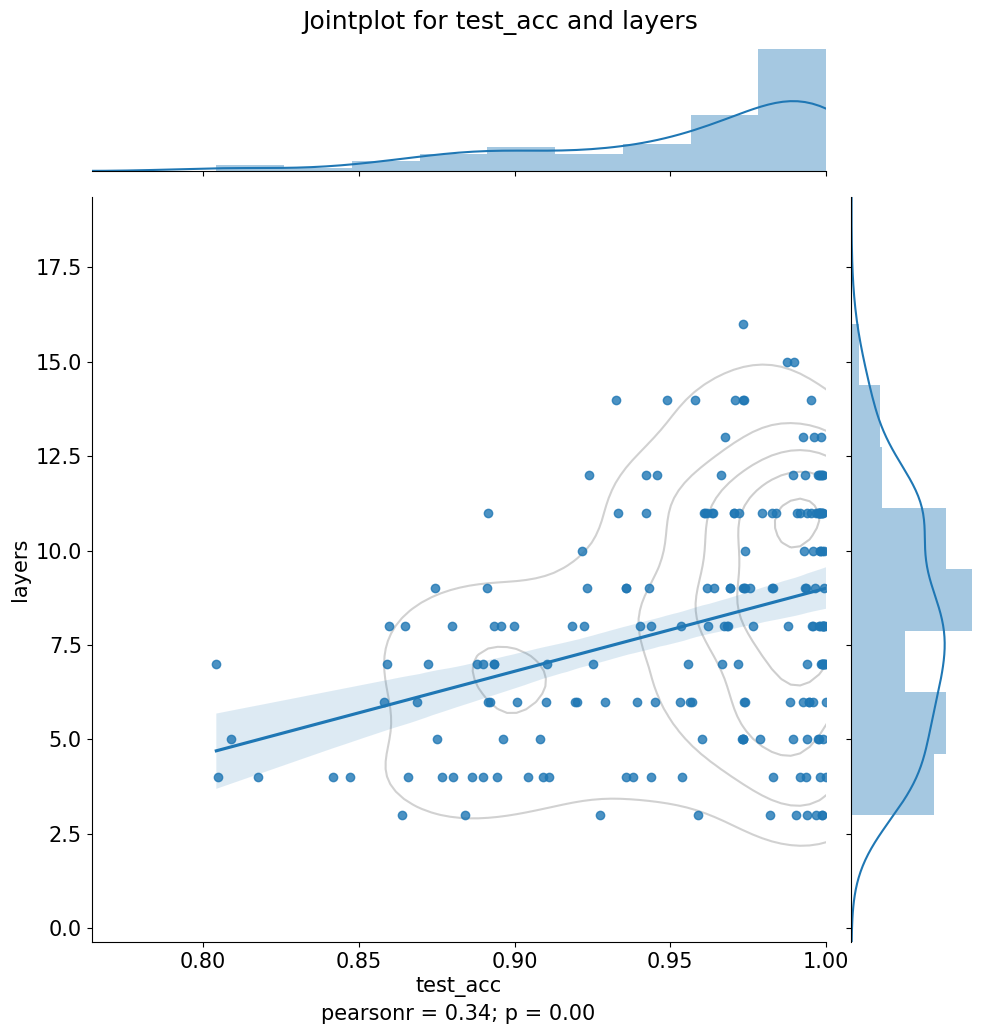 Jointplot for test_acc and layers
17.5
15.0
12.5
10.0
7.5
5.0
2.5
0.0
layers
0.80 0.85 0.90 0.95 1.00
test_acc
pearsonr = 0.34; p = 0.00